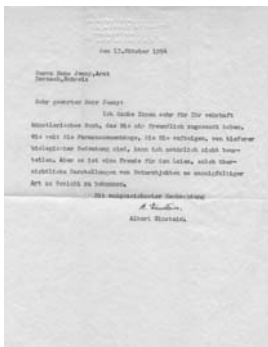 den 13.Oktober 1954
Herrn Hans Jenny, Arzt
Dornach, Schweiz
Sehr geehrter Herr Jenny:
Ich danke Ihnen sehr für Ihr wahrhaft
künstlerisches Buch, das Sie mir freundlich zugesandt haben.
Wie weit die Formzusammenhänge, die Sie aufzeigen, von tieferer
biologischer Bedeutung sind, kann ich natürlich nicht beur-
teilen. Aber es ist eine Freude für den Laien, solch über-
sichtliche Darstellungen von Naturobjekten so mannigfaltiger
Art zu Gesicht zu bekommen.
Mit ausgezeichneter Hochachtung
A. Einstein.
Albert Einstein.